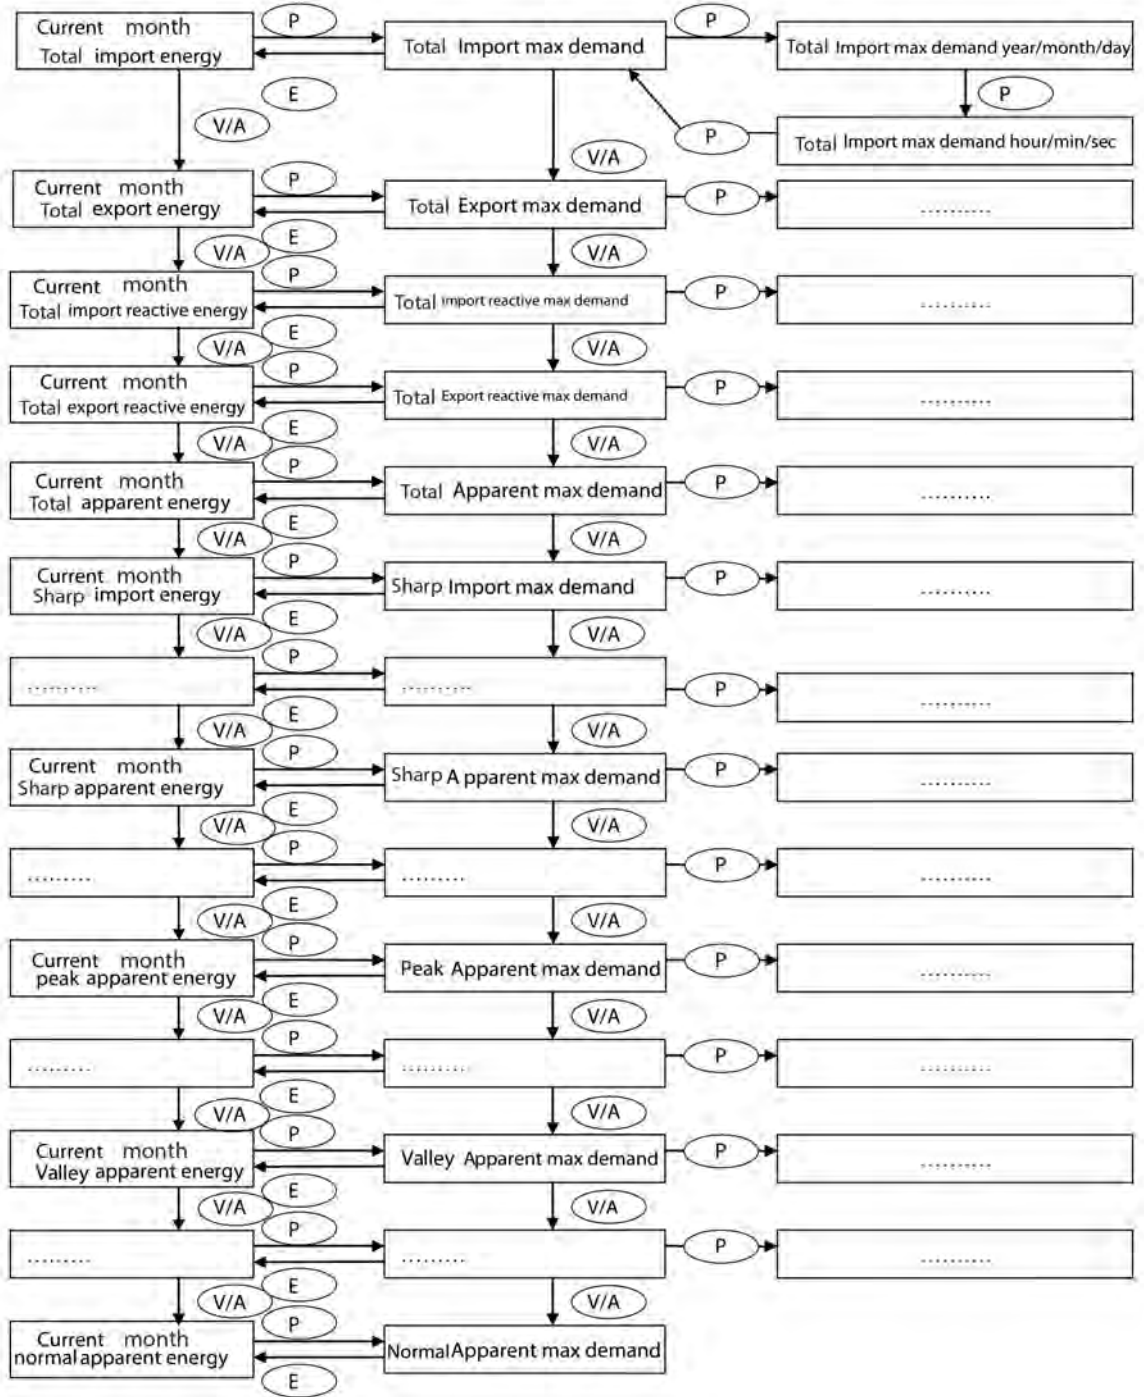 Current month
Total import energy
P
Total Import max demand
P
Total Import max demand year/month/day
E
P
V/A
P
Total Import max demand hour/min/sec
V/A
Current month
Total export energy
P
Total Export max demand
P
..........
E
V/A
V/A
Current month
Total import reactive energy
P
Total import reactive max demand
P
..........
E
V/A
V/A
Current month
Total export reactive energy
P
Total Export reactive max demand
P
..........
E
V/A
V/A
Current month
Total apparent energy
P
Total Apparent max demand
P
..........
E
V/A
V/A
Current month
Sharp import energy
P
Sharp Import max demand
P
..........
E
V/A
V/A
..........
P
..........
P
..........
E
V/A
V/A
Current month
Sharp apparent energy
P
Sharp A pparent max demand
P
..........
E
V/A
V/A
.........
P
.........
P
..........
E
V/A
V/A
Current month
peak apparent energy
P
Peak Apparent max demand
P
..........
E
V/A
V/A
.........
P
..........
P
..........
E
V/A
V/A
Current month
Valley apparent energy
P
Valley Apparent max demand
P
..........
E
V/A
V/A
.........
P
.........
P
..........
E
V/A
V/A
Current month
normal apparent energy
P
Normal Apparent max demand
E